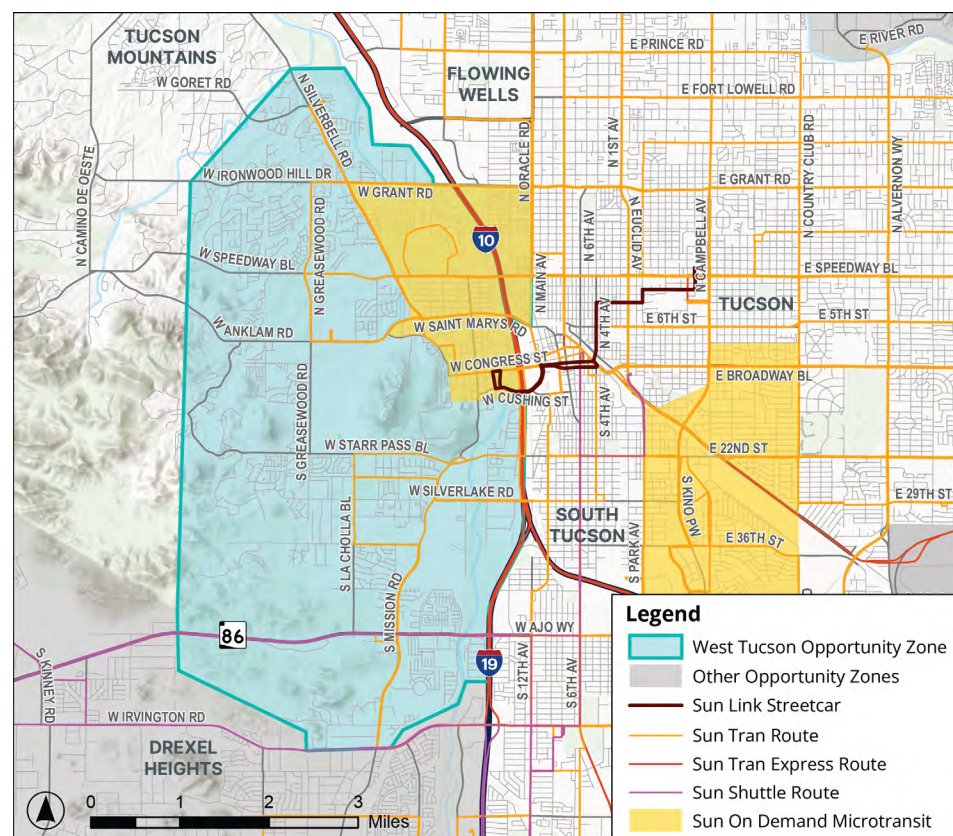 TUCSON
MOUNTAINS
W GORET RD
N SILVERBELL RD
FLOWING
WELLS
E PRINCE RD
E RIVER RD
E FORT LOWELL RD
N CAMINO DE OESTE
W IRONWOOD HILL DR
W GRANT RD
N ORACLE RD
N 1ST AV
E GRANT RD
N COUNTRY CLUB RD
N ALVERNON WY
N GREASEWOOD RD
10
N 6TH AV
N EUCLID AV
N CAMPBELL AV
W SPEEDWAY BL
N MAIN AV
E SPEEDWAY BL
TUCSON
W ANKLAM RD
W SAINT MARYS RD
N 4TH AV
E 6TH ST
E 5TH ST
W CONGRESS ST
E BROADWAY BL
W CUSHING ST
S GREASEWOOD RD
S 4TH AV
W STARR PASS BL
E 22ND ST
W SILVERLAKE RD
S KINO PW
E 29TH ST
S LA CHOLLA BL
SOUTH
TUCSON
S PARK AV
E 36TH ST
S MISSION RD
86
W AJO WY
S KINNEY RD
19
S 12TH AV
S 6TH AV
W IRVINGTON RD
DREXEL
HEIGHTS
0 1 2 3
Miles
Legend
West Tucson Opportunity Zone
Other Opportunity Zones
Sun Link Streetcar
Sun Tran Route
Sun Tran Express Route
Sun Shuttle Route
Sun On Demand Microtransit